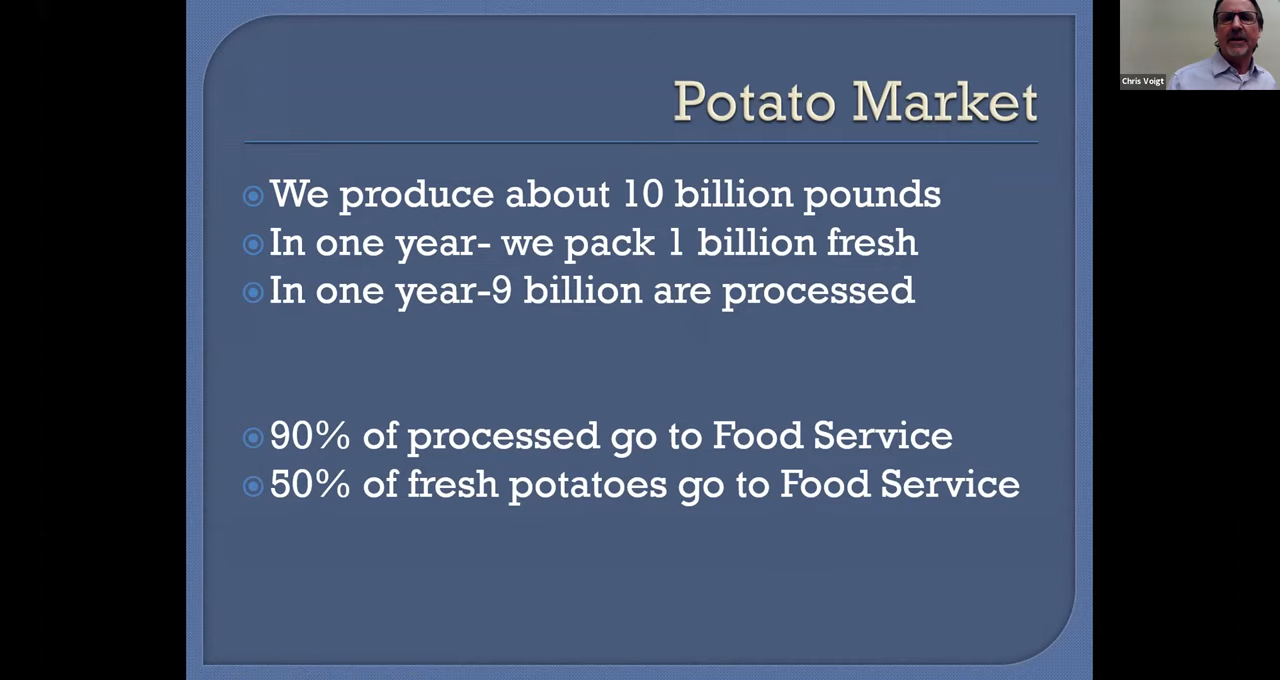 Potato Market
We produce about 10 billion pounds
In one year- we pack 1 billion fresh
In one year-9 billion are processed
90% of processed go to Food Service
50% of fresh potatoes go to Food Service
Chris Voigt